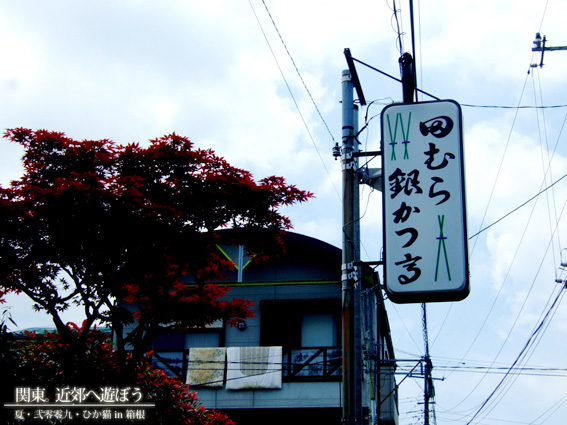 田むら
銀かつ亭
関東 近郊へ遊ぼう
夏・弐零零九・ひか猫 in 箱根